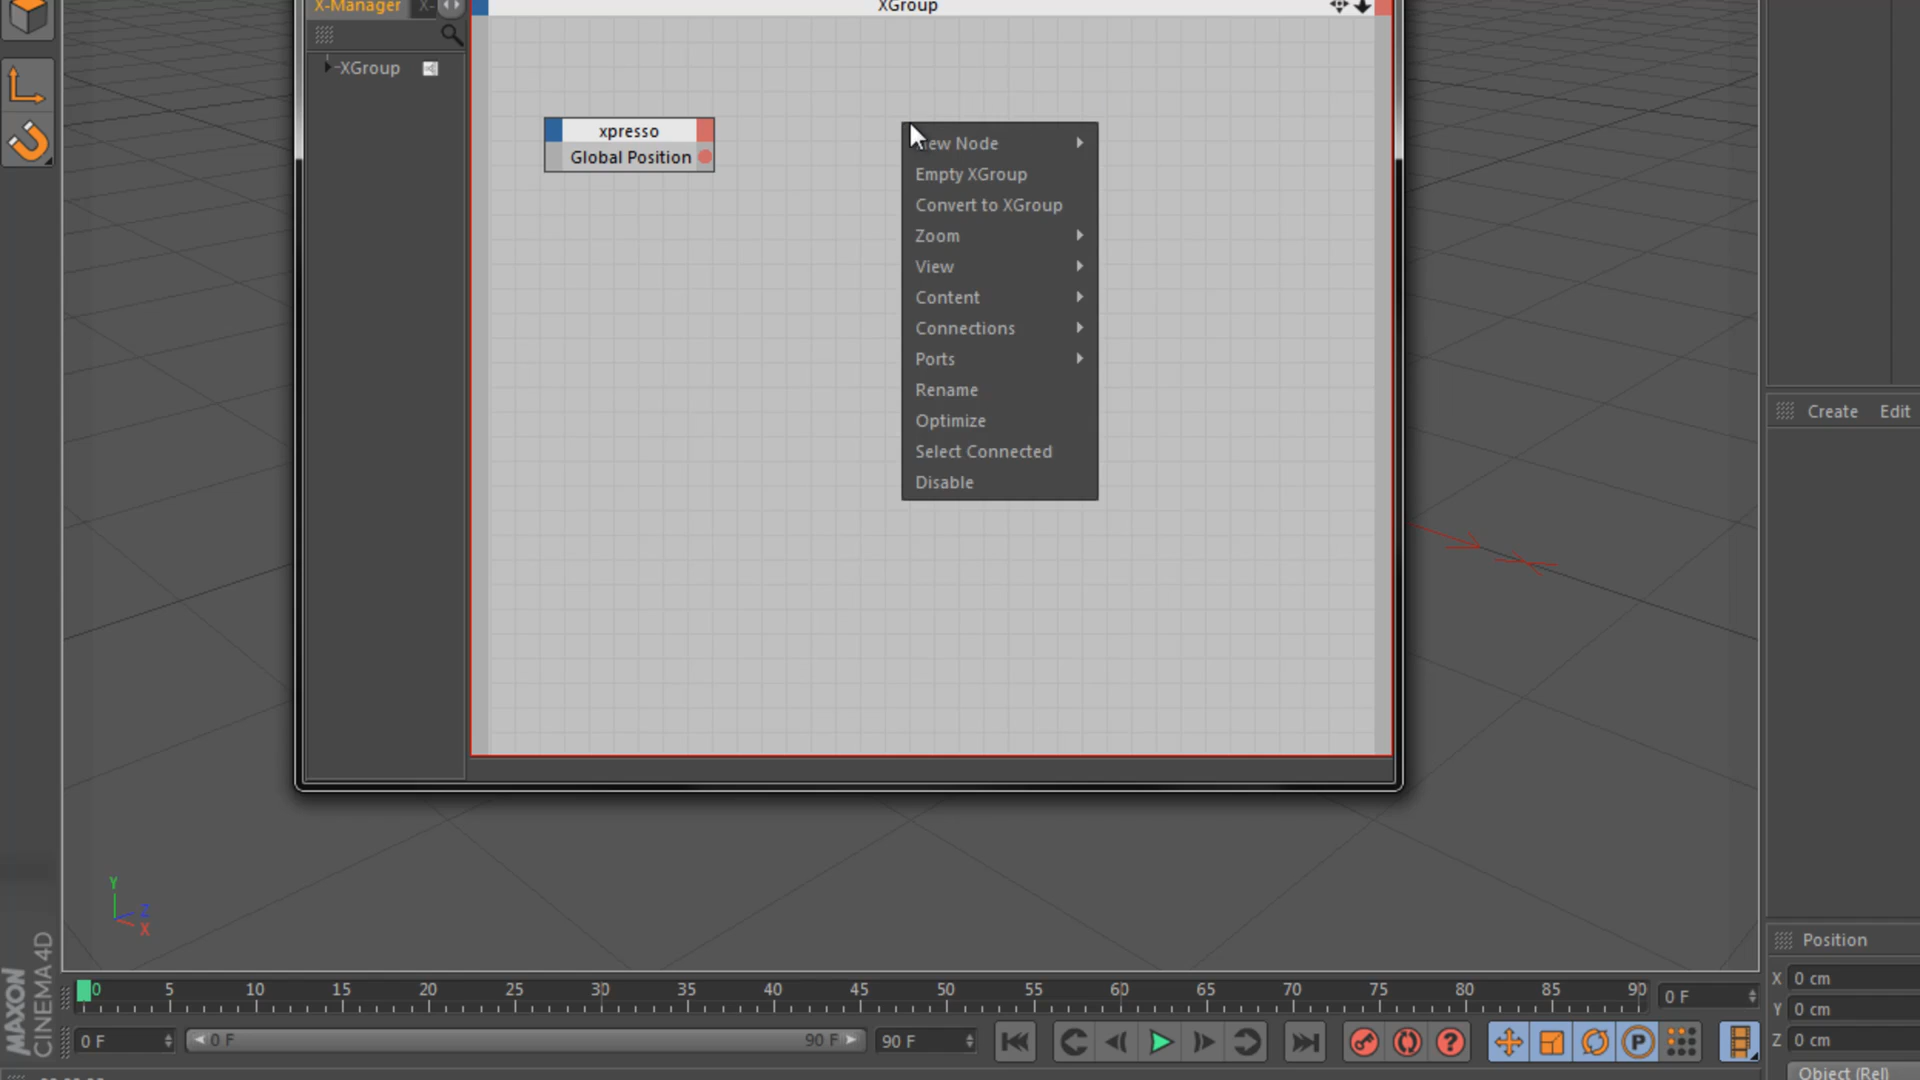 X-Manager X-
XGroup
XGroup
xpresso
Global Position
New Node
Empty XGroup
Convert to XGroup
Zoom
View
Content
Connections
Ports
Rename
Optimize
Select Connected
Disable
Create Edit
Y
Z
X
MAXON
CINEMA 4D
Position
X 0 cm
Y 0 cm
Z 0 cm
Object (Rel)
0 5 10 15 20 25 30 35 40 45 50 55 60 65 70 75 80 85 90 0 F
0 F 0 F 90 F 90 F ? P